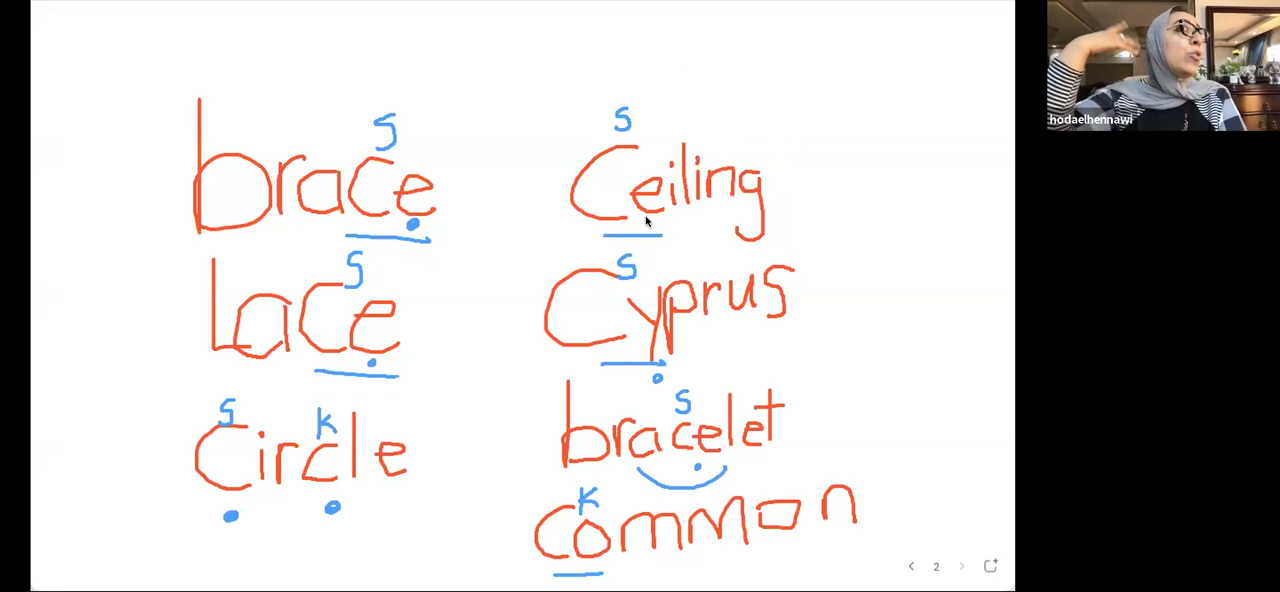 s
brace
s
lace
s k
Circle
s
Ceiling
s
Cyprus
s
bracelet
k
common
2
hodaelhennawi